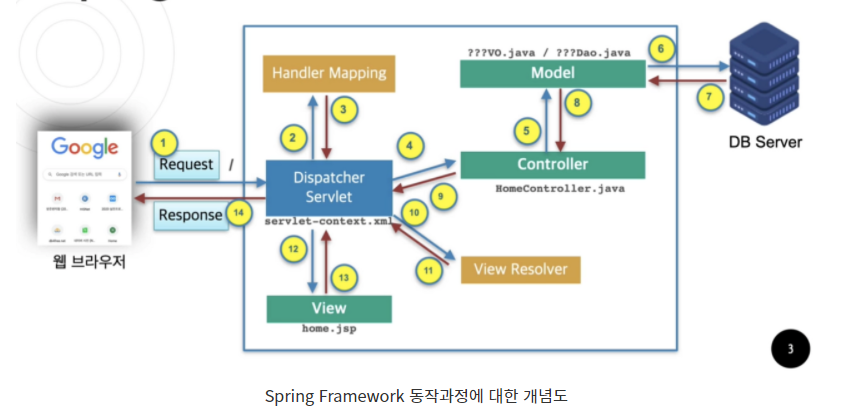 ???VO.java / ???Dao.java
6
Handler Mapping
Model
3
7
8
DB Server
1
2
5
4
Google
Request /
Controller
Dispatcher
Servlet
HomeController.java
9
Response
14
servlet-context.xml
10
12
11
View Resolver
13
웹 브라우저
View
home.jsp
3
Spring Framework 동작과정에 대한 개념도